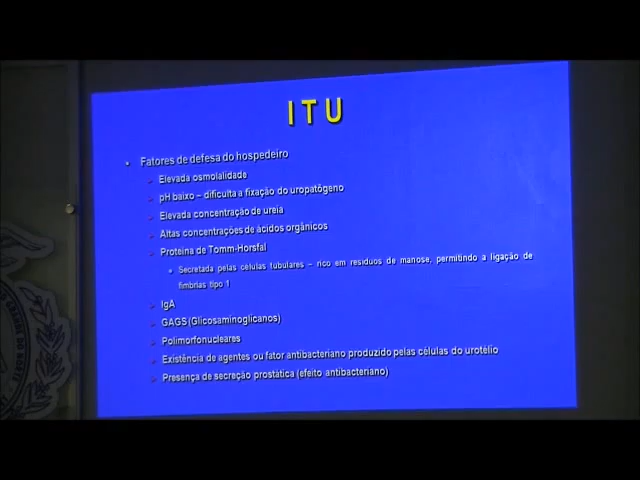 ITU
Fatores de defesa do hospedeiro
Elevada osmolalidade
pH baixo – dificulta a fixação do uropatógeno
Elevada concentração de ureia
Altas concentrações de ácidos orgânicos
Proteina de Tomm-Horsfal
Secretada pelas células tubulares – rico em resíduos de manose, permitindo a ligação de
fímbrias tipo 1
IgA
GAGS (Glicosaminoglicanos)
Polimorfonucleares
Existência de agentes ou fator antibacteriano produzido pelas células do urotélio
Presença de secreção prostática (efeito antibacteriano)